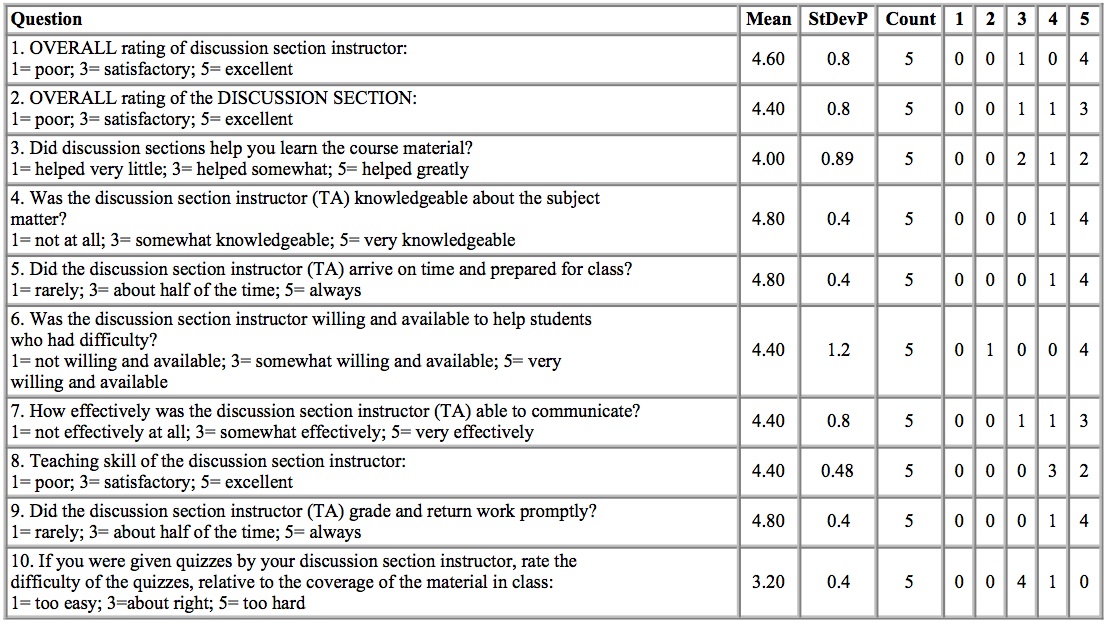 Question Mean StDevP Count 1 2 3 4 5
1. OVERALL rating of discussion section instructor:
1= poor; 3= satisfactory; 5= excellent 4.60 0.8 5 0 0 1 0 4
2. OVERALL rating of the DISCUSSION SECTION:
1= poor; 3= satisfactory; 5= excellent 4.40 0.8 5 0 0 1 1 3
3. Did discussion sections help you learn the course material?
1= helped very little; 3= helped somewhat; 5= helped greatly 4.00 0.89 5 0 0 2 1 2
4. Was the discussion section instructor (TA) knowledgeable about the subject
matter? 4.80 0.4 5 0 0 0 1 4
1= not at all; 3= somewhat knowledgeable; 5= very knowledgeable
5. Did the discussion section instructor (TA) arrive on time and prepared for class?
1= rarely; 3= about half of the time; 5= always 4.80 0.4 5 0 0 0 1 4
6. Was the discussion section instructor willing and available to help students
who had difficulty? 4.40 1.2 5 0 1 0 0 4
1= not willing and available; 3= somewhat willing and available; 5= very
willing and available
7. How effectively was the discussion section instructor (TA) able to communicate?
1= not effectively at all; 3= somewhat effectively; 5= very effectively 4.40 0.8 5 0 0 1 1 3
8. Teaching skill of the discussion section instructor:
1= poor; 3= satisfactory; 5= excellent 4.40 0.48 5 0 0 0 3 2
9. Did the discussion section instructor (TA) grade and return work promptly?
1= rarely; 3= about half of the time; 5= always 4.80 0.4 5 0 0 0 1 4
10. If you were given quizzes by your discussion section instructor, rate the
difficulty of the quizzes, relative to the coverage of the material in class: 3.20 0.4 5 0 0 4 1 0
1= too easy; 3=about right; 5= too hard